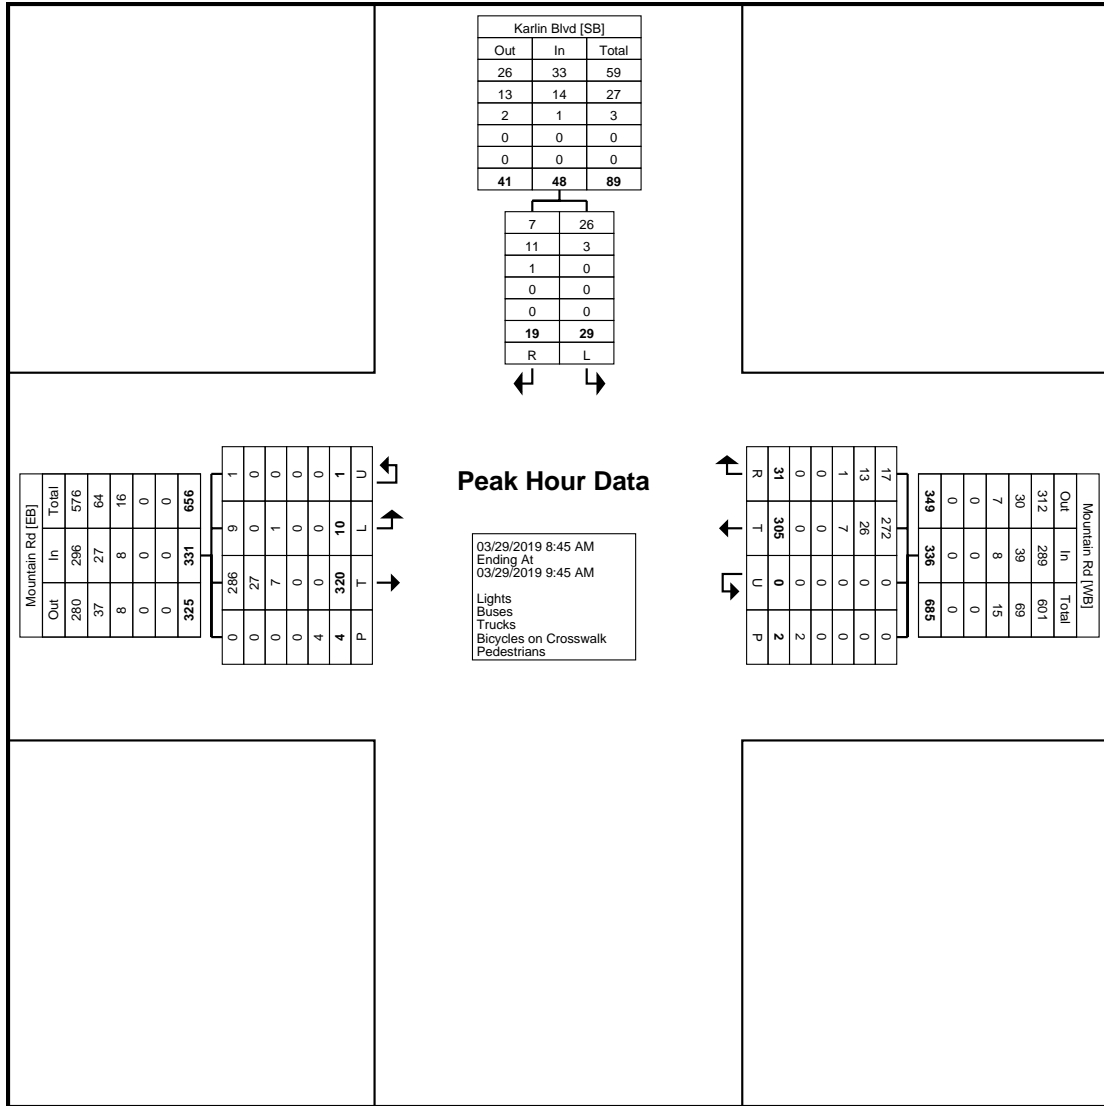 Karlin Blvd [SB]
Out In Total
26 33 59
13 14 27
2 1 3
0 0 0
0 0 0
41 48 89
7 26
11 3
1 0
0 0
0 0
19 29
R L
Mountain Rd [EB]
Total In Out
576 296 280
64 27 37
16 8 8
0 0 0
0 0 0
656 331 325
1 9 286 0
0 0 27 0
0 1 7 0
0 0 0 0
0 0 0 4
1 10 320 4
U L T P
Peak Hour Data
03/29/2019 8:45 AM
Ending At
03/29/2019 9:45 AM
Lights
Buses
Trucks
Bicycles on Crosswalk
Pedestrians
17 272 0 0
13 26 0 0
1 7 0 0
0 0 0 0
0 0 0 2
31 305 0 2
R T U P
Mountain Rd [WB]
Out In Total
312 289 601
30 39 69
7 8 15
0 0 0
0 0 0
349 336 685